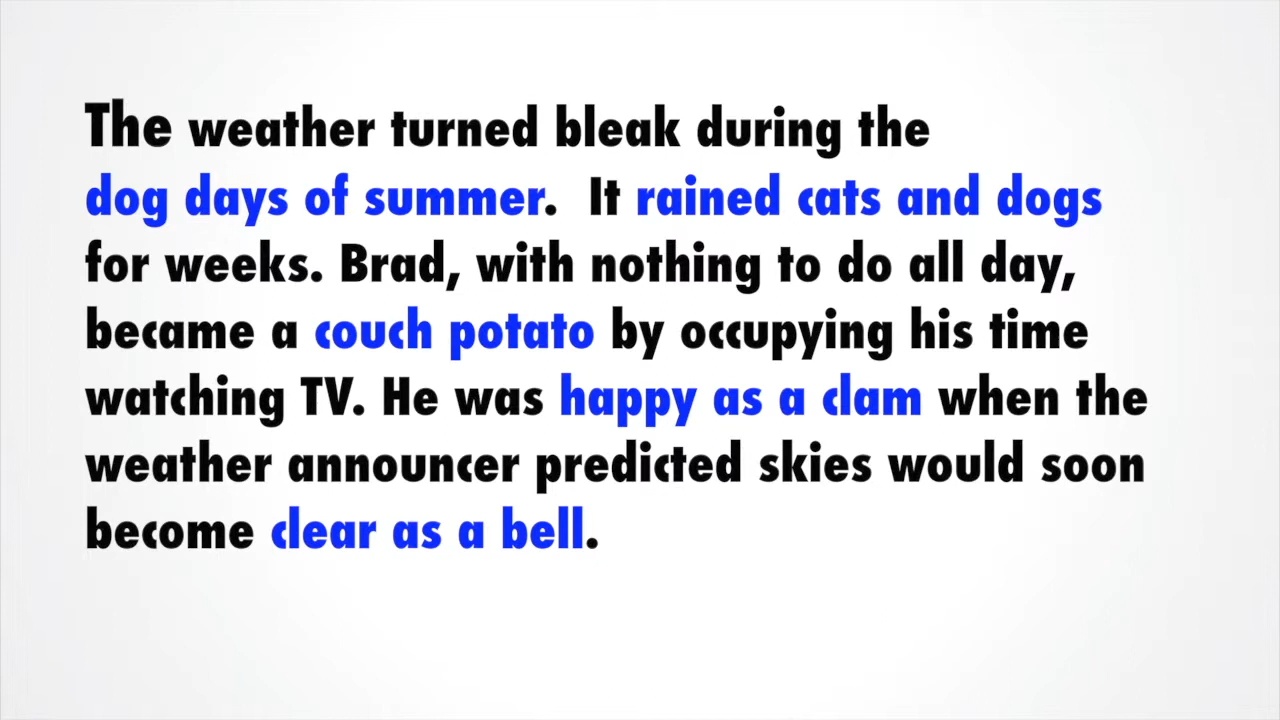 The weather turned bleak during the
dog days of summer.  It rained cats and dogs
for weeks. Brad, with nothing to do all day,
became a couch potato by occupying his time
watching TV. He was happy as a clam when the
weather announcer predicted skies would soon
become clear as a bell.